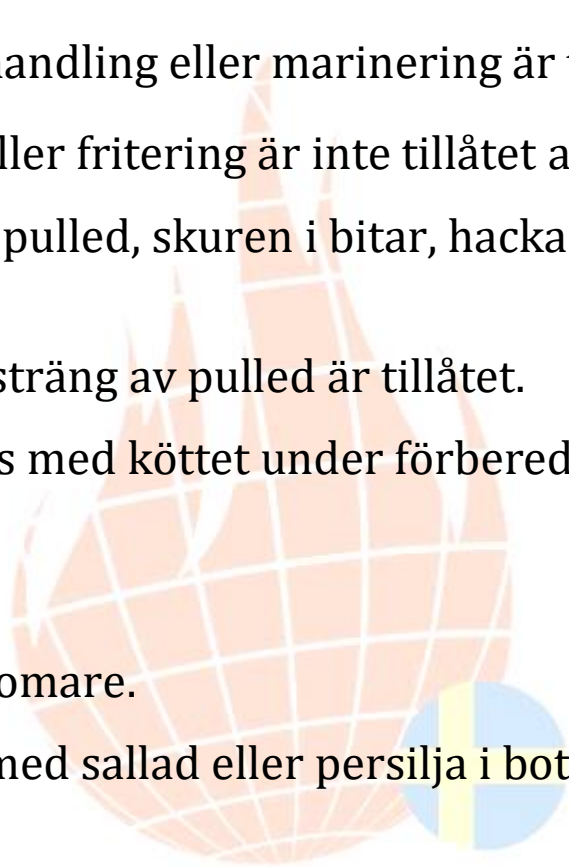 handling eller marinering är
ller fritering är inte tillåtet a
pulled, skuren i bitar, hacka
sträng av pulled är tillåtet.
s med köttet under förbered
omare.
med sallad eller persilja i bot